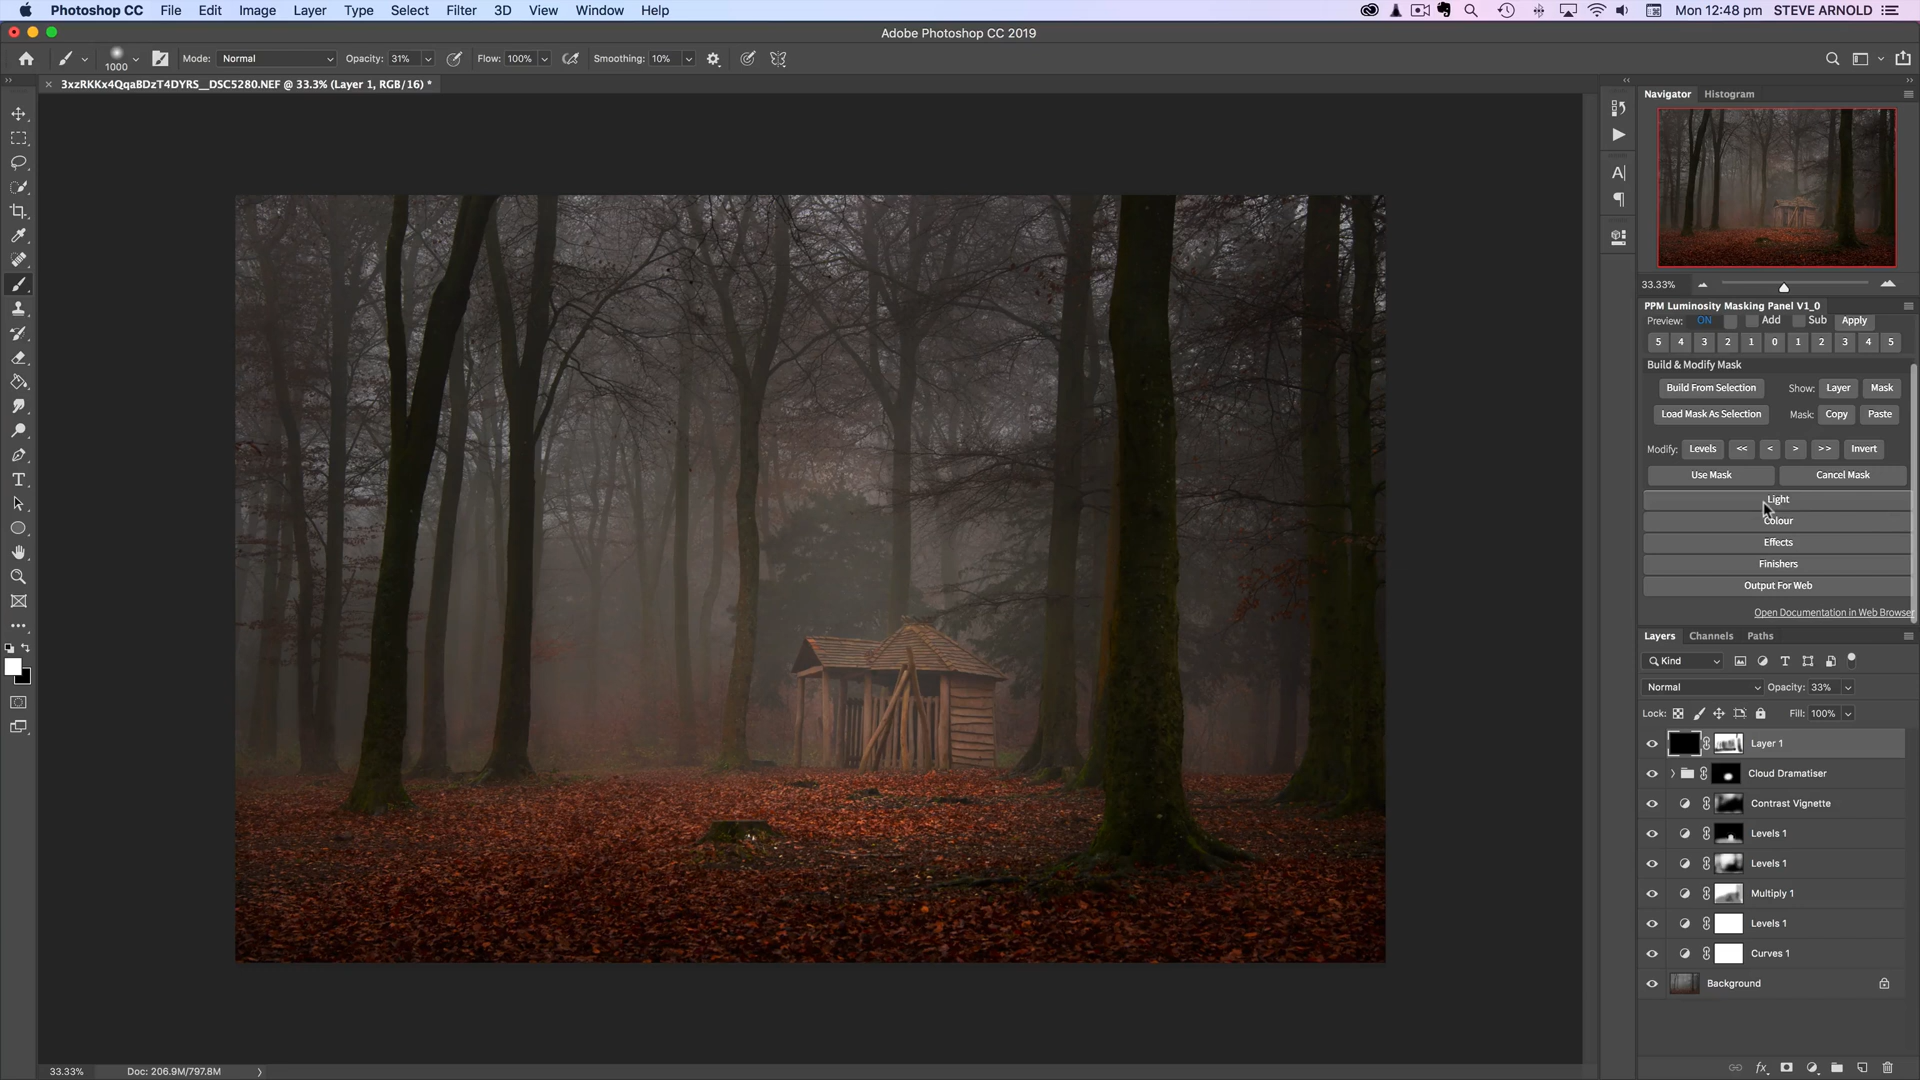 Photoshop CC File Edit Image Layer Type Select Filter 3D View Window Help Mon 12:48 pm STEVE ARNOLD
Adobe Photoshop CC 2019
1000 Mode: Normal Opacity: 31% Flow: 100% Smoothing: 10%
3xzRKKx4QqaBDzT4DYRS__DSC5280.NEF @ 33.3% (Layer 1, RGB/16) *
Navigator Histogram
33.33%
PPM Luminosity Masking Panel V1_0
Preview: ON Add Sub Apply
5 4 3 2 1 0 1 2 3 4 5
Build & Modify Mask
Build From Selection Show: Layer Mask
Load Mask As Selection Mask: Copy Paste
Modify: Levels << < > >> Invert
Use Mask Cancel Mask
Light
Colour
Effects
Finishers
Output For Web
Open Documentation in Web Browser
Layers Channels Paths
Kind
Normal Opacity: 33%
Lock: Fill: 100%
Layer 1
Cloud Dramatiser
Contrast Vignette
Levels 1
Levels 1
Multiply 1
Levels 1
Curves 1
Background
33.33% Doc: 206.9M/797.8M